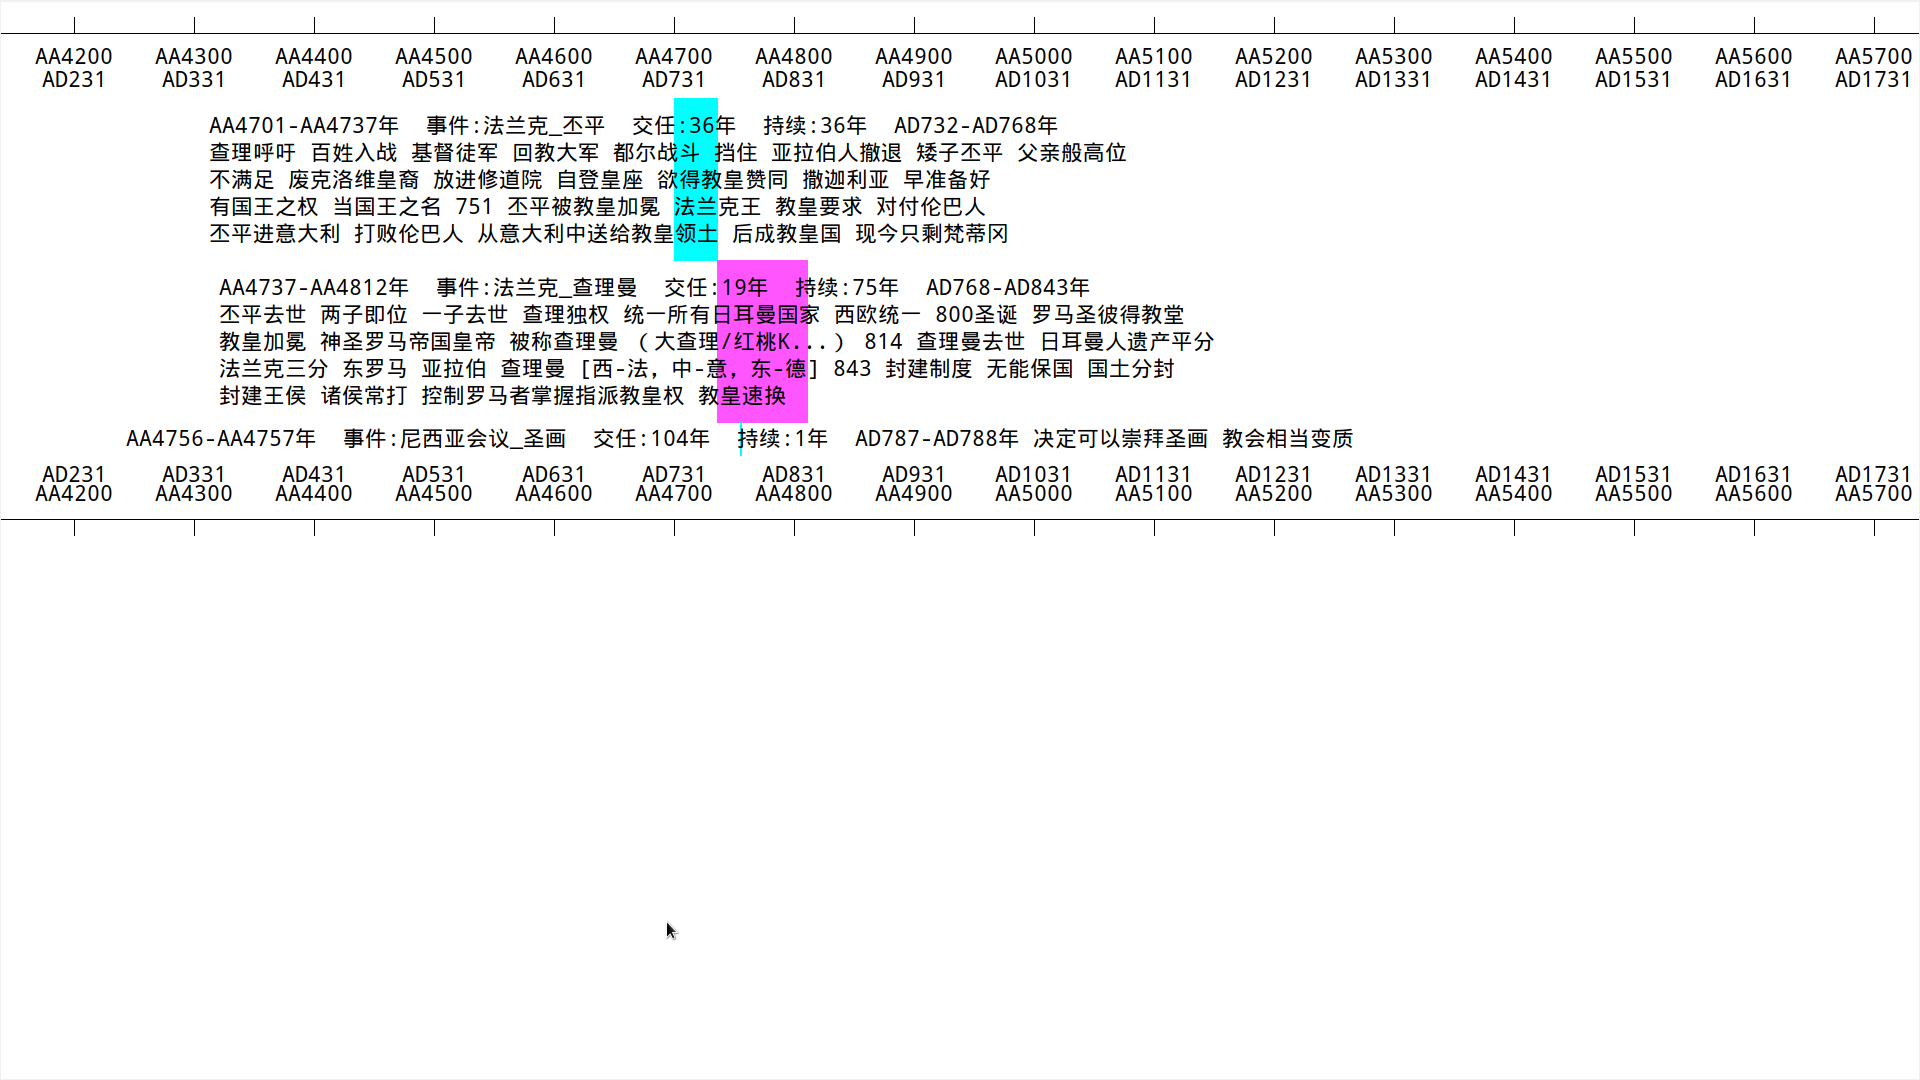 AA4200 AA4300 AA4400 AA4500 AA4600 AA4700 AA4800 AA4900 AA5000 AA5100 AA5200 AA5300 AA5400 AA5500 AA5600 AA5700
AD231 AD331 AD431 AD531 AD631 AD731 AD831 AD931 AD1031 AD1131 AD1231 AD1331 AD1431 AD1531 AD1631 AD1731
AA4701-AA4737年 事件:法兰克_丕平 交任:36年 持续:36年 AD732-AD768年
查理呼吁 百姓入战 基督徒军 回教大军 都尔战斗 挡住 亚拉伯人撤退 矮子丕平 父亲般高位
不满足 废克洛维皇裔 放进修道院 自登皇座 欲得教皇赞同 撒迦利亚 早准备好
有国王之权 当国王之名 751 丕平被教皇加冕 法兰克王 教皇要求 对付伦巴人
丕平进意大利 打败伦巴人 从意大利中送给教皇领土 后成教皇国 现今只剩梵蒂冈
AA4737-AA4812年 事件:法兰克_查理曼 交任:19年 持续:75年 AD768-AD843年
丕平去世 两子即位 一子去世 查理独权 统一所有日耳曼国家 西欧统一 800圣诞 罗马圣彼得教堂
教皇加冕 神圣罗马帝国皇帝 被称查理曼 （大查理/红桃K...） 814 查理曼去世 日耳曼人遗产平分
法兰克三分 东罗马 亚拉伯 查理曼 [西-法，中-意，东-德] 843 封建制度 无能保国 国土分封
封建王侯 诸侯常打 控制罗马者掌握指派教皇权 教皇速换
AA4756-AA4757年 事件:尼西亚会议_圣画 交任:104年 持续:1年 AD787-AD788年 决定可以崇拜圣画 教会相当变质
AD231 AD331 AD431 AD531 AD631 AD731 AD831 AD931 AD1031 AD1131 AD1231 AD1331 AD1431 AD1531 AD1631 AD1731
AA4200 AA4300 AA4400 AA4500 AA4600 AA4700 AA4800 AA4900 AA5000 AA5100 AA5200 AA5300 AA5400 AA5500 AA5600 AA5700